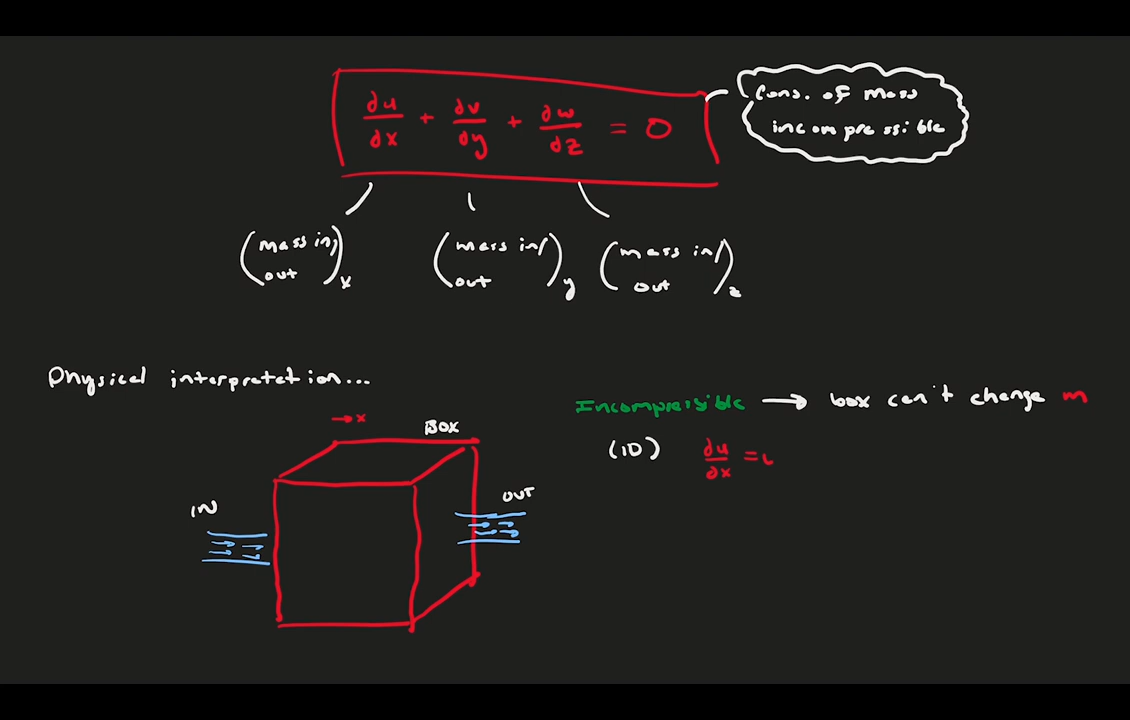 ∂u/∂x + ∂v/∂y + ∂w/∂z = 0
Cons. of mass
incompressible
(mass in/out)x
(mass in/out)y
(mass in/out)z
Physical interpretation...
Incompressible → box can't change m
→ x
BOX
(1D) ∂u/∂x =
IN
OUT